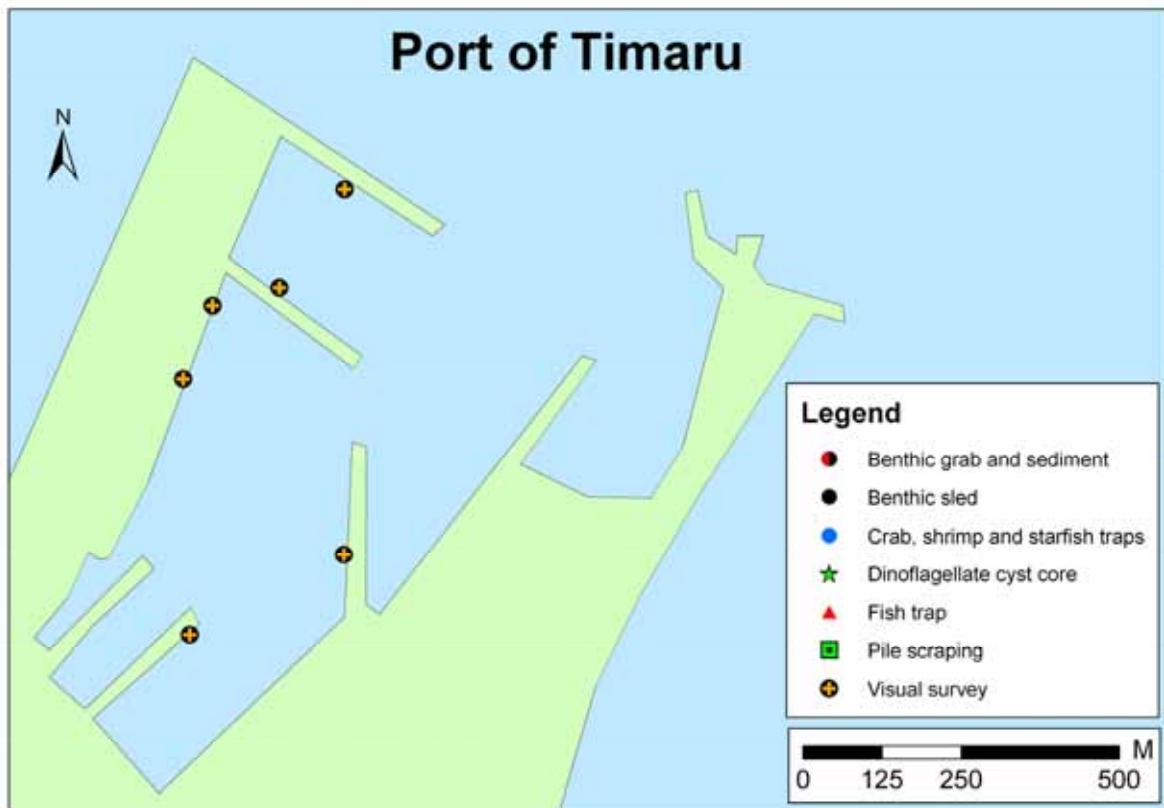 Port of Timaru
N
Legend
Benthic grab and sediment
Benthic sled
Crab, shrimp and starfish traps
Dinoflagellate cyst core
Fish trap
Pile scraping
Visual survey
M
0 125 250 500